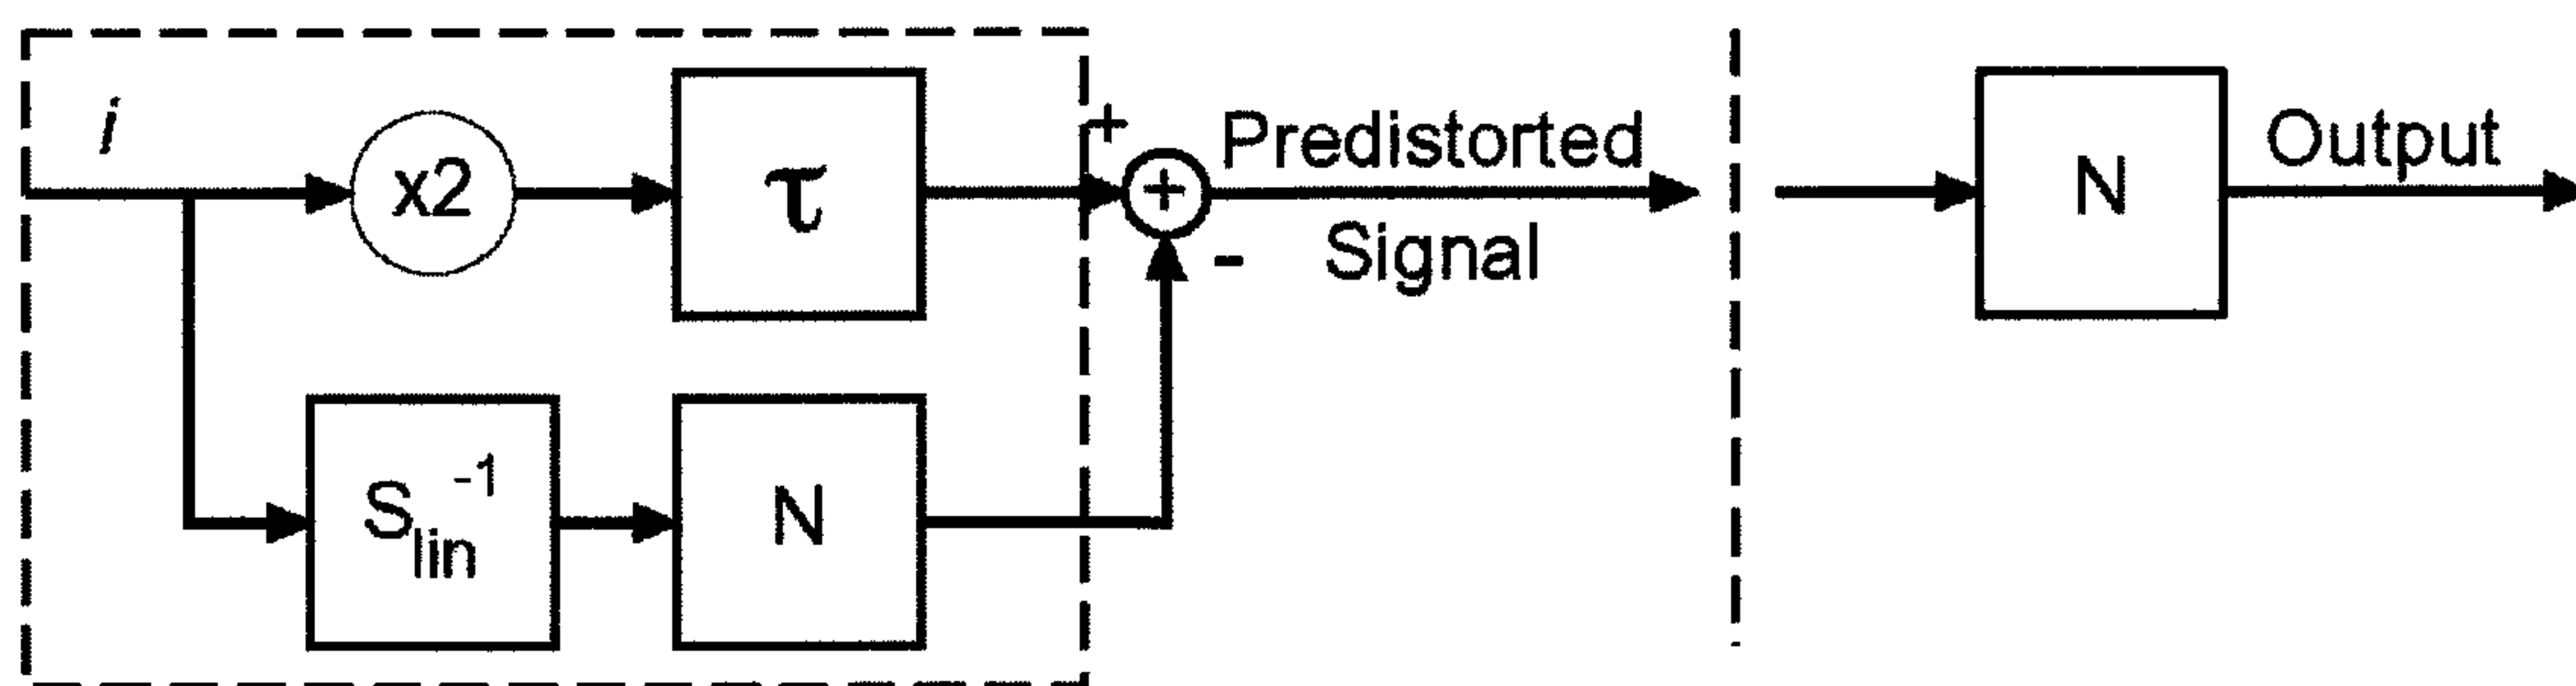 i
x2
τ
+
+
-
Predistorted
Signal
N
Output
S_lin^-1
N